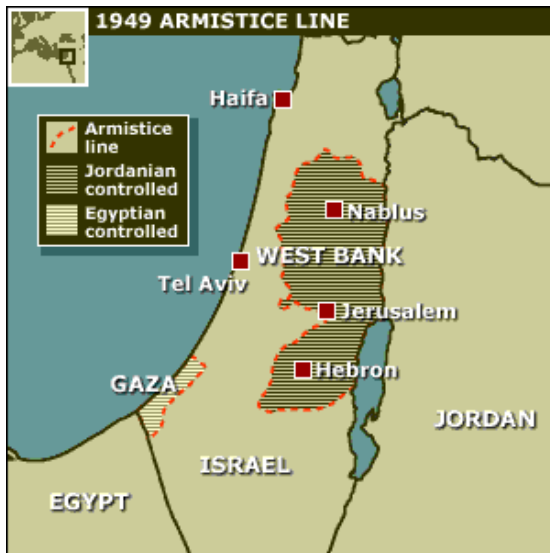 1949 ARMISTICE LINE
Haifa
Armistice
line
Jordanian
controlled
Egyptian
controlled
Nablus
WEST BANK
Tel Aviv
Jerusalem
Hebron
GAZA
JORDAN
ISRAEL
EGYPT